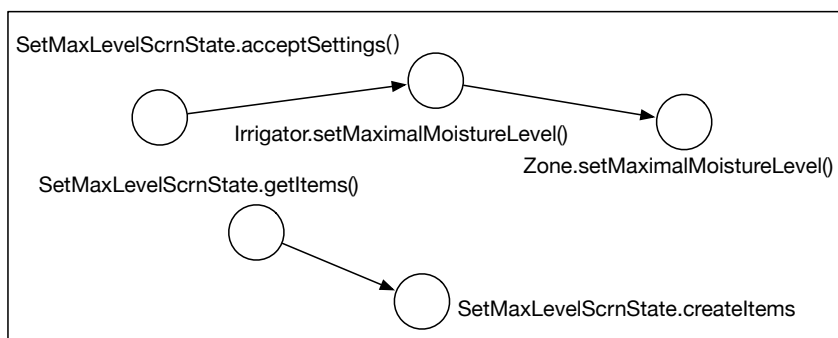 SetMaxLevelScrnState.acceptSettings()
Irrigator.setMaximalMoistureLevel()
Zone.setMaximalMoistureLevel()
SetMaxLevelScrnState.getItems()
SetMaxLevelScrnState.createItems